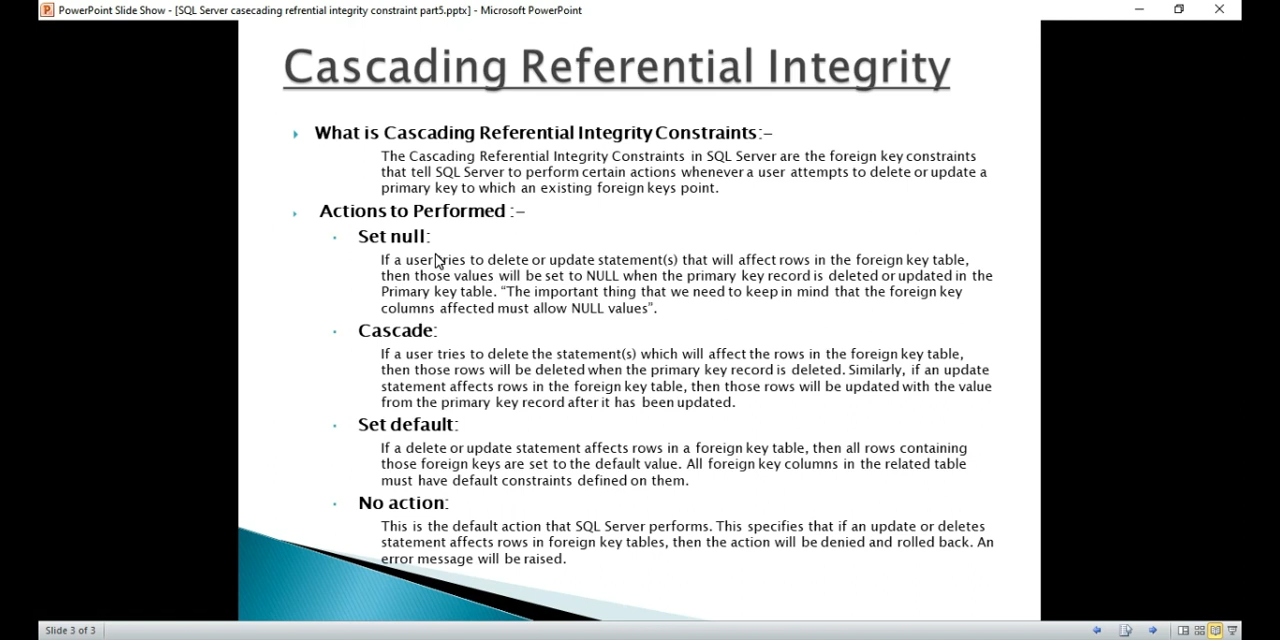 PowerPoint Slide Show - [SQL Server casecading refrential integrity constraint part5.pptx] - Microsoft PowerPoint
Cascading Referential Integrity
What is Cascading Referential Integrity Constraints:-
The Cascading Referential Integrity Constraints in SQL Server are the foreign key constraints
that tell SQL Server to perform certain actions whenever a user attempts to delete or update a
primary key to which an existing foreign keys point.
Actions to Performed :-
Set null:
If a user tries to delete or update statement(s) that will affect rows in the foreign key table,
then those values will be set to NULL when the primary key record is deleted or updated in the
Primary key table. "The important thing that we need to keep in mind that the foreign key
columns affected must allow NULL values".
Cascade:
If a user tries to delete the statement(s) which will affect the rows in the foreign key table,
then those rows will be deleted when the primary key record is deleted. Similarly, if an update
statement affects rows in the foreign key table, then those rows will be updated with the value
from the primary key record after it has been updated.
Set default:
If a delete or update statement affects rows in a foreign key table, then all rows containing
those foreign keys are set to the default value. All foreign key columns in the related table
must have default constraints defined on them.
No action:
This is the default action that SQL Server performs. This specifies that if an update or deletes
statement affects rows in foreign key tables, then the action will be denied and rolled back. An
error message will be raised.
Slide 3 of 3